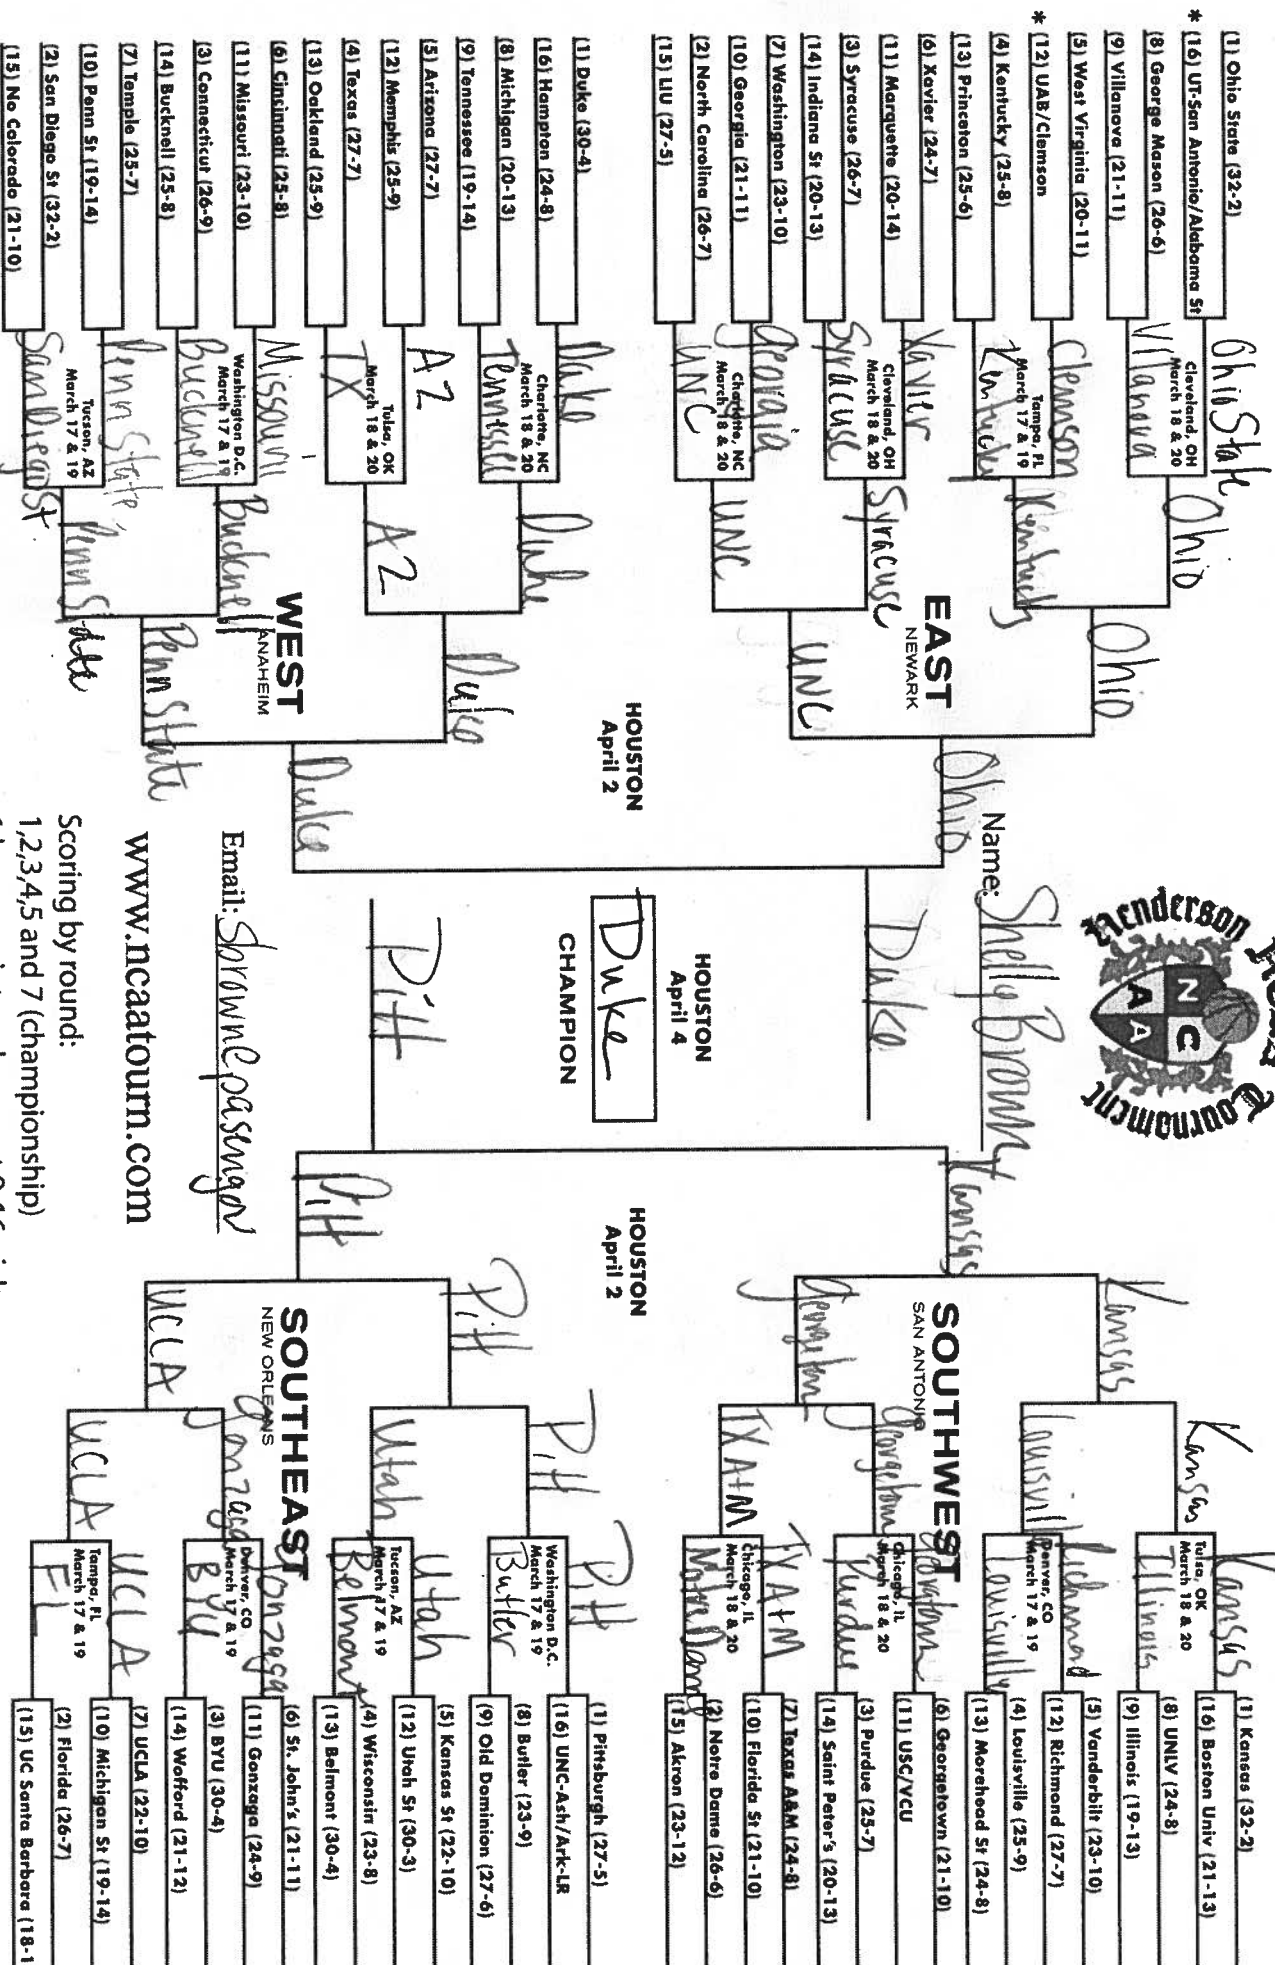 Henderson
Tournament
N C
A A
Name: Shelly Brown
(1) Ohio State (32-2)
* (16) UT-San Antonio/Alabama St
(8) George Mason (26-6)
(9) Villanova (21-11)
(5) West Virginia (20-11)
* (12) UAB/Clemson
(4) Kentucky (25-8)
(13) Princeton (25-6)
(6) Xavier (24-7)
(11) Marquette (20-14)
(3) Syracuse (26-7)
(14) Indiana St (20-13)
(7) Washington (23-10)
(10) Georgia (21-11)
(2) North Carolina (26-7)
(15) LIU (27-5)
Ohio State
Cleveland, OH
March 18 & 20
Villanova
Clemson
Tampa, FL
March 17 & 19
Kentucky
Xavier
Cleveland, OH
March 18 & 20
Syracuse
Georgia
Charlotte, NC
March 18 & 20
UNC
Ohio
Kentucky
Syracuse
UNC
EAST
NEWARK
Ohio
UNC
Ohio
(1) Duke (30-4)
(16) Hampton (24-8)
(8) Michigan (20-13)
(9) Tennessee (19-14)
(5) Arizona (27-7)
(12) Memphis (25-9)
(4) Texas (27-7)
(13) Oakland (25-9)
(6) Cincinnati (25-8)
(11) Missouri (23-10)
(3) Connecticut (26-9)
(14) Bucknell (25-8)
(7) Temple (25-7)
(10) Penn St (19-14)
(2) San Diego St (32-2)
(15) No Colorado (21-10)
Duke
Charlotte, NC
March 18 & 20
Tennessee
AZ
Tulsa, OK
March 18 & 20
TX
Missouri
Washington D.C.
March 17 & 19
Bucknell
Penn State
Tucson, AZ
March 17 & 19
San Diego St
Duke
AZ
Bucknell
Penn State
WEST
ANAHEIM
Duke
Penn State
Duke
HOUSTON
April 2
Duke
HOUSTON
April 4
Duke
CHAMPION
Pitt
HOUSTON
April 2
Kansas
Kansas
Georgetown
SOUTHWEST
SAN ANTONIO
Kansas
Louisville
Georgetown
TX A+M
Kansas
Tulsa, OK
March 18 & 20
Illinois
Richmond
Denver, CO
March 17 & 19
Louisville
Georgetown
Chicago, IL
March 18 & 20
Purdue
TX A+M
Chicago, IL
March 18 & 20
Notre Dame
(1) Kansas (32-2)
(16) Boston Univ (21-13)
(8) UNLV (24-8)
(9) Illinois (19-13)
(5) Vanderbilt (23-10)
(12) Richmond (27-7)
(4) Louisville (25-9)
(13) Morehead St (24-8)
(6) Georgetown (21-10)
(11) USC/VCU
(3) Purdue (25-7)
(14) Saint Peter's (20-13)
(7) Texas A&M (24-8)
(10) Florida St (21-10)
(2) Notre Dame (26-6)
(15) Akron (23-12)
Pitt
Pitt
UCLA
SOUTHEAST
NEW ORLEANS
Pitt
Utah
Gonzaga
UCLA
Pitt
Washington D.C.
March 17 & 19
Butler
Utah
Tucson, AZ
March 17 & 19
Belmont
Gonzaga
Denver, CO
March 17 & 19
BYU
UCLA
Tampa, FL
March 17 & 19
FL
(1) Pittsburgh (27-5)
(16) UNC-Ash/Ark-LR
(8) Butler (23-9)
(9) Old Dominion (27-6)
(5) Kansas St (22-10)
(12) Utah St (30-3)
(4) Wisconsin (23-8)
(13) Belmont (30-4)
(6) St. John's (21-11)
(11) Gonzaga (24-9)
(3) BYU (30-4)
(14) Wofford (21-12)
(7) UCLA (22-10)
(10) Michigan St (19-14)
(2) Florida (26-7)
(15) UC Santa Barbara (18-1
Email:
www.ncaatourn.com
Scoring by round:
1,2,3,4,5 and 7 (championship)